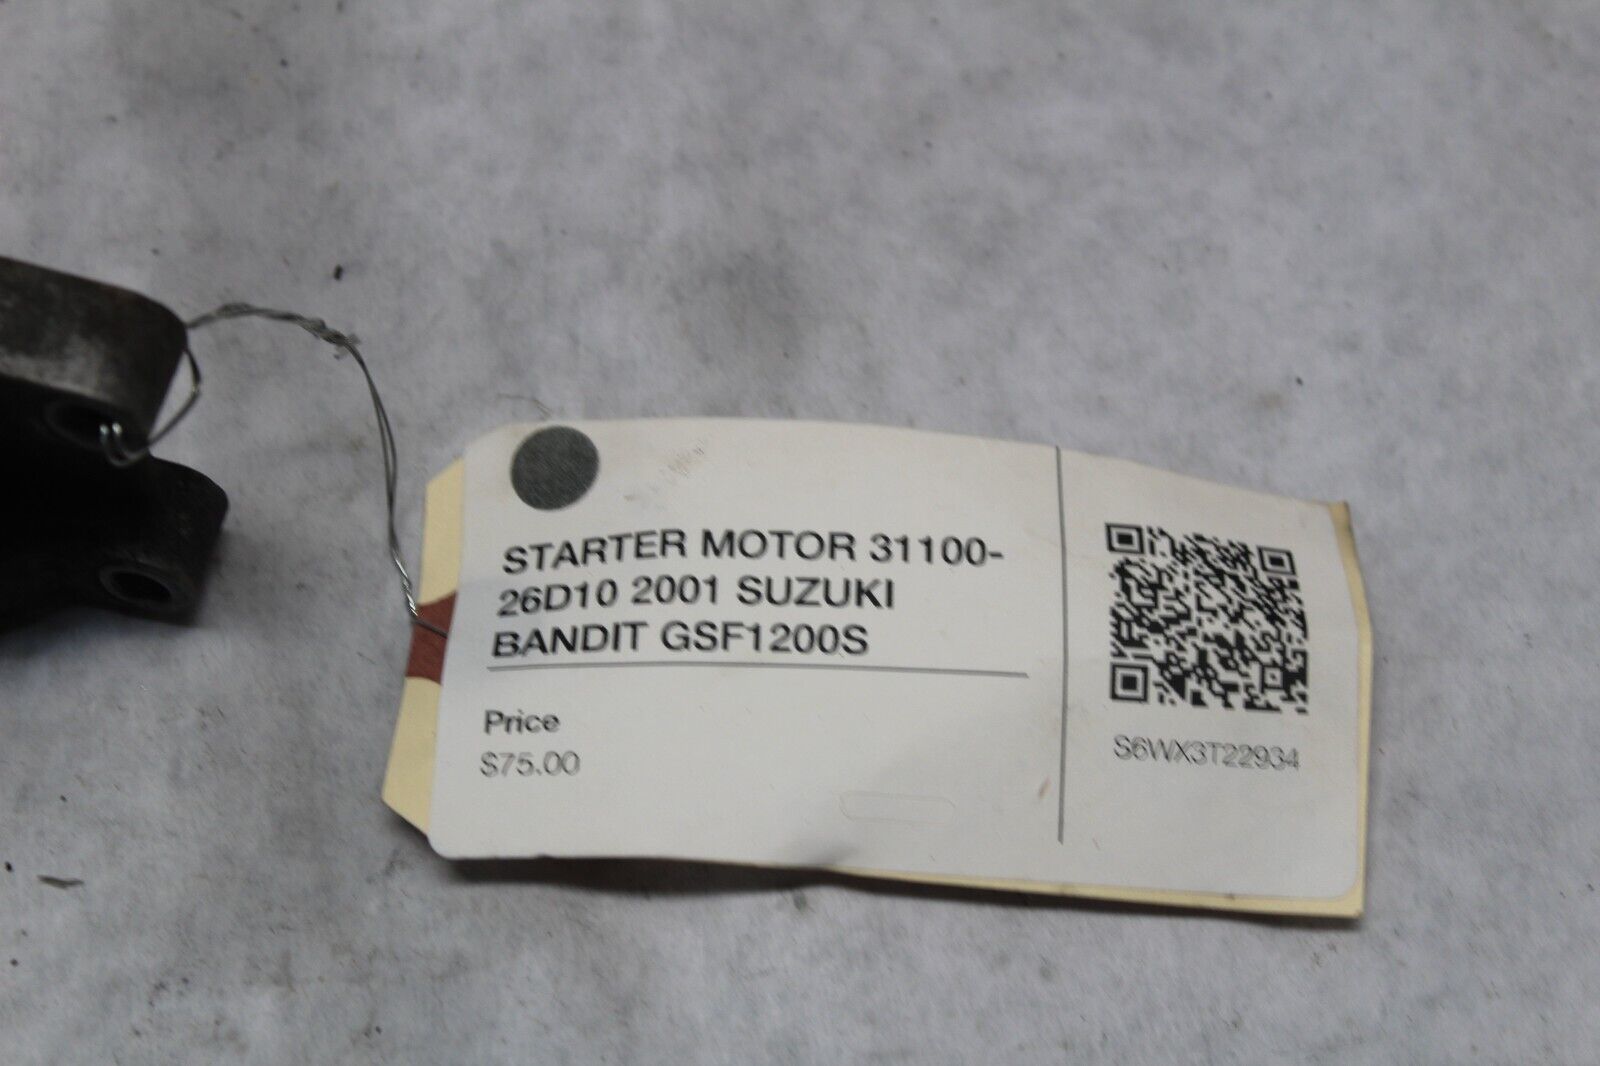 STARTER MOTOR 31100-
26D10 2001 SUZUKI
BANDIT GSF1200S
Price
$75.00
S6WX3T22934